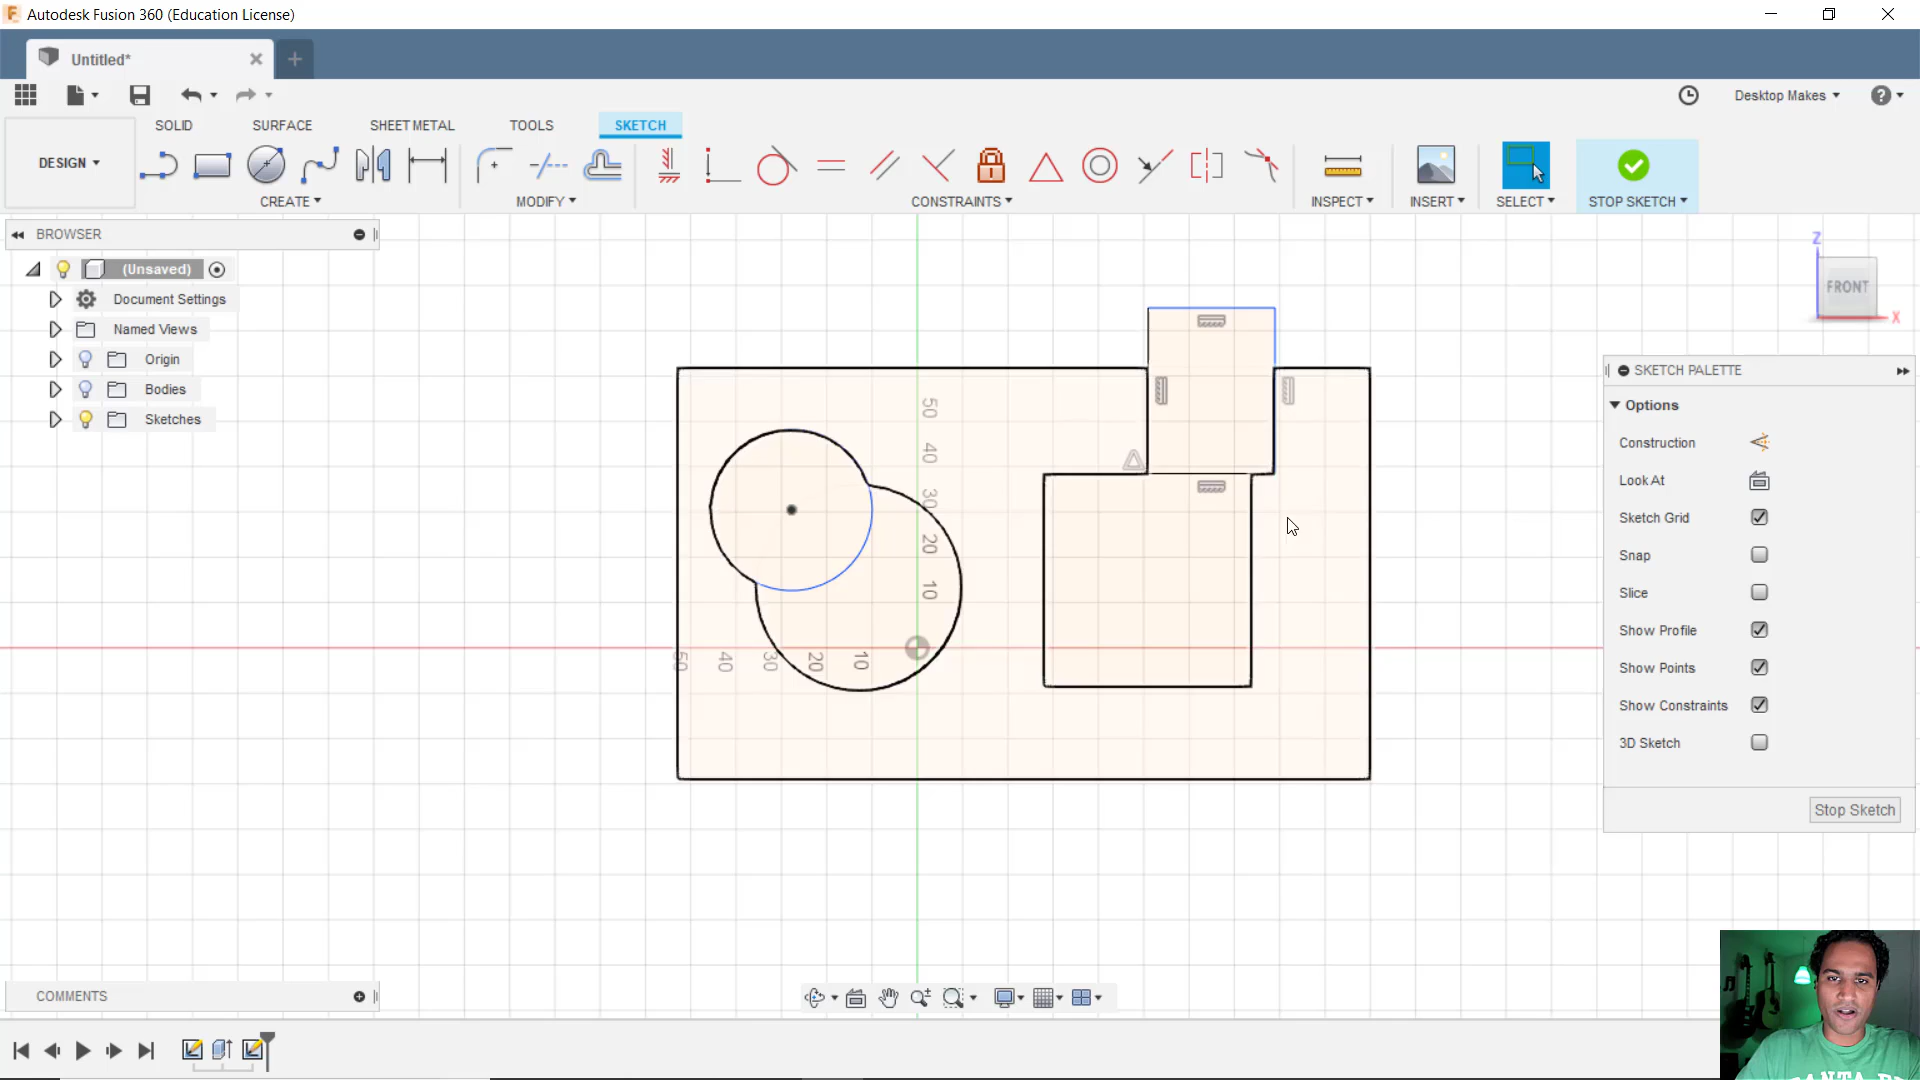 Autodesk Fusion 360 (Education License)
Untitled*
Desktop Makes
?
SOLID
SURFACE
SHEET METAL
TOOLS
SKETCH
DESIGN
CREATE
MODIFY
CONSTRAINTS
INSPECT
INSERT
SELECT
STOP SKETCH
BROWSER
(Unsaved)
Document Settings
Named Views
Origin
Bodies
Sketches
Z
FRONT
X
50
40
30
20
10
50
40
30
20
10
SKETCH PALETTE
Options
Construction
Look At
Sketch Grid
Snap
Slice
Show Profile
Show Points
Show Constraints
3D Sketch
Stop Sketch
COMMENTS